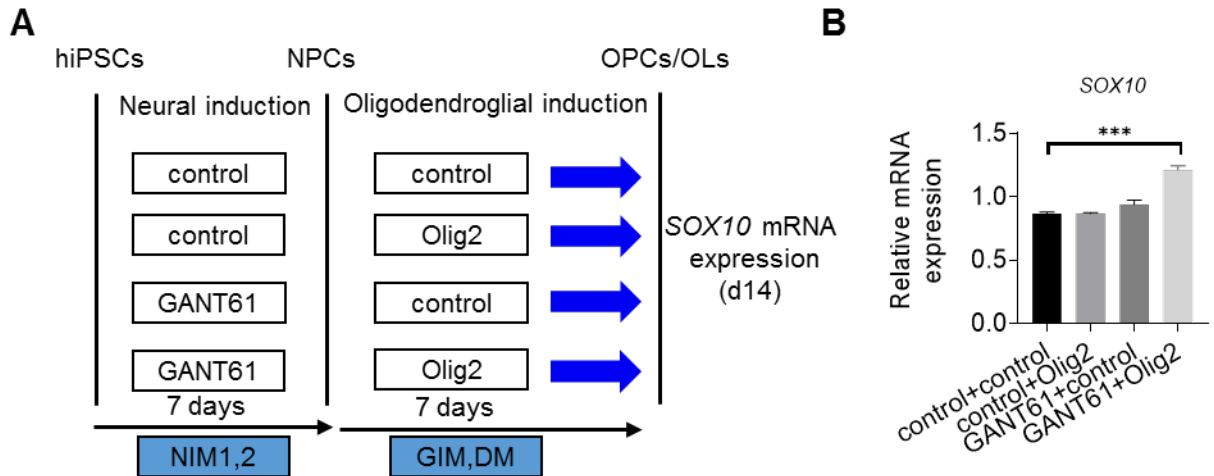 A
hiPSCs NPCs OPCs/OLs
Neural induction Oligodendroglial induction
control control
control Olig2
GANT61 control
GANT61 Olig2
SOX10 mRNA
expression
(d14)
7 days 7 days
NIM1,2 GIM,DM
B
SOX10
***
Relative mRNA
expression
1.5
1.0
0.5
0.0
control+control
control+Olig2
GANT61+control
GANT61+Olig2